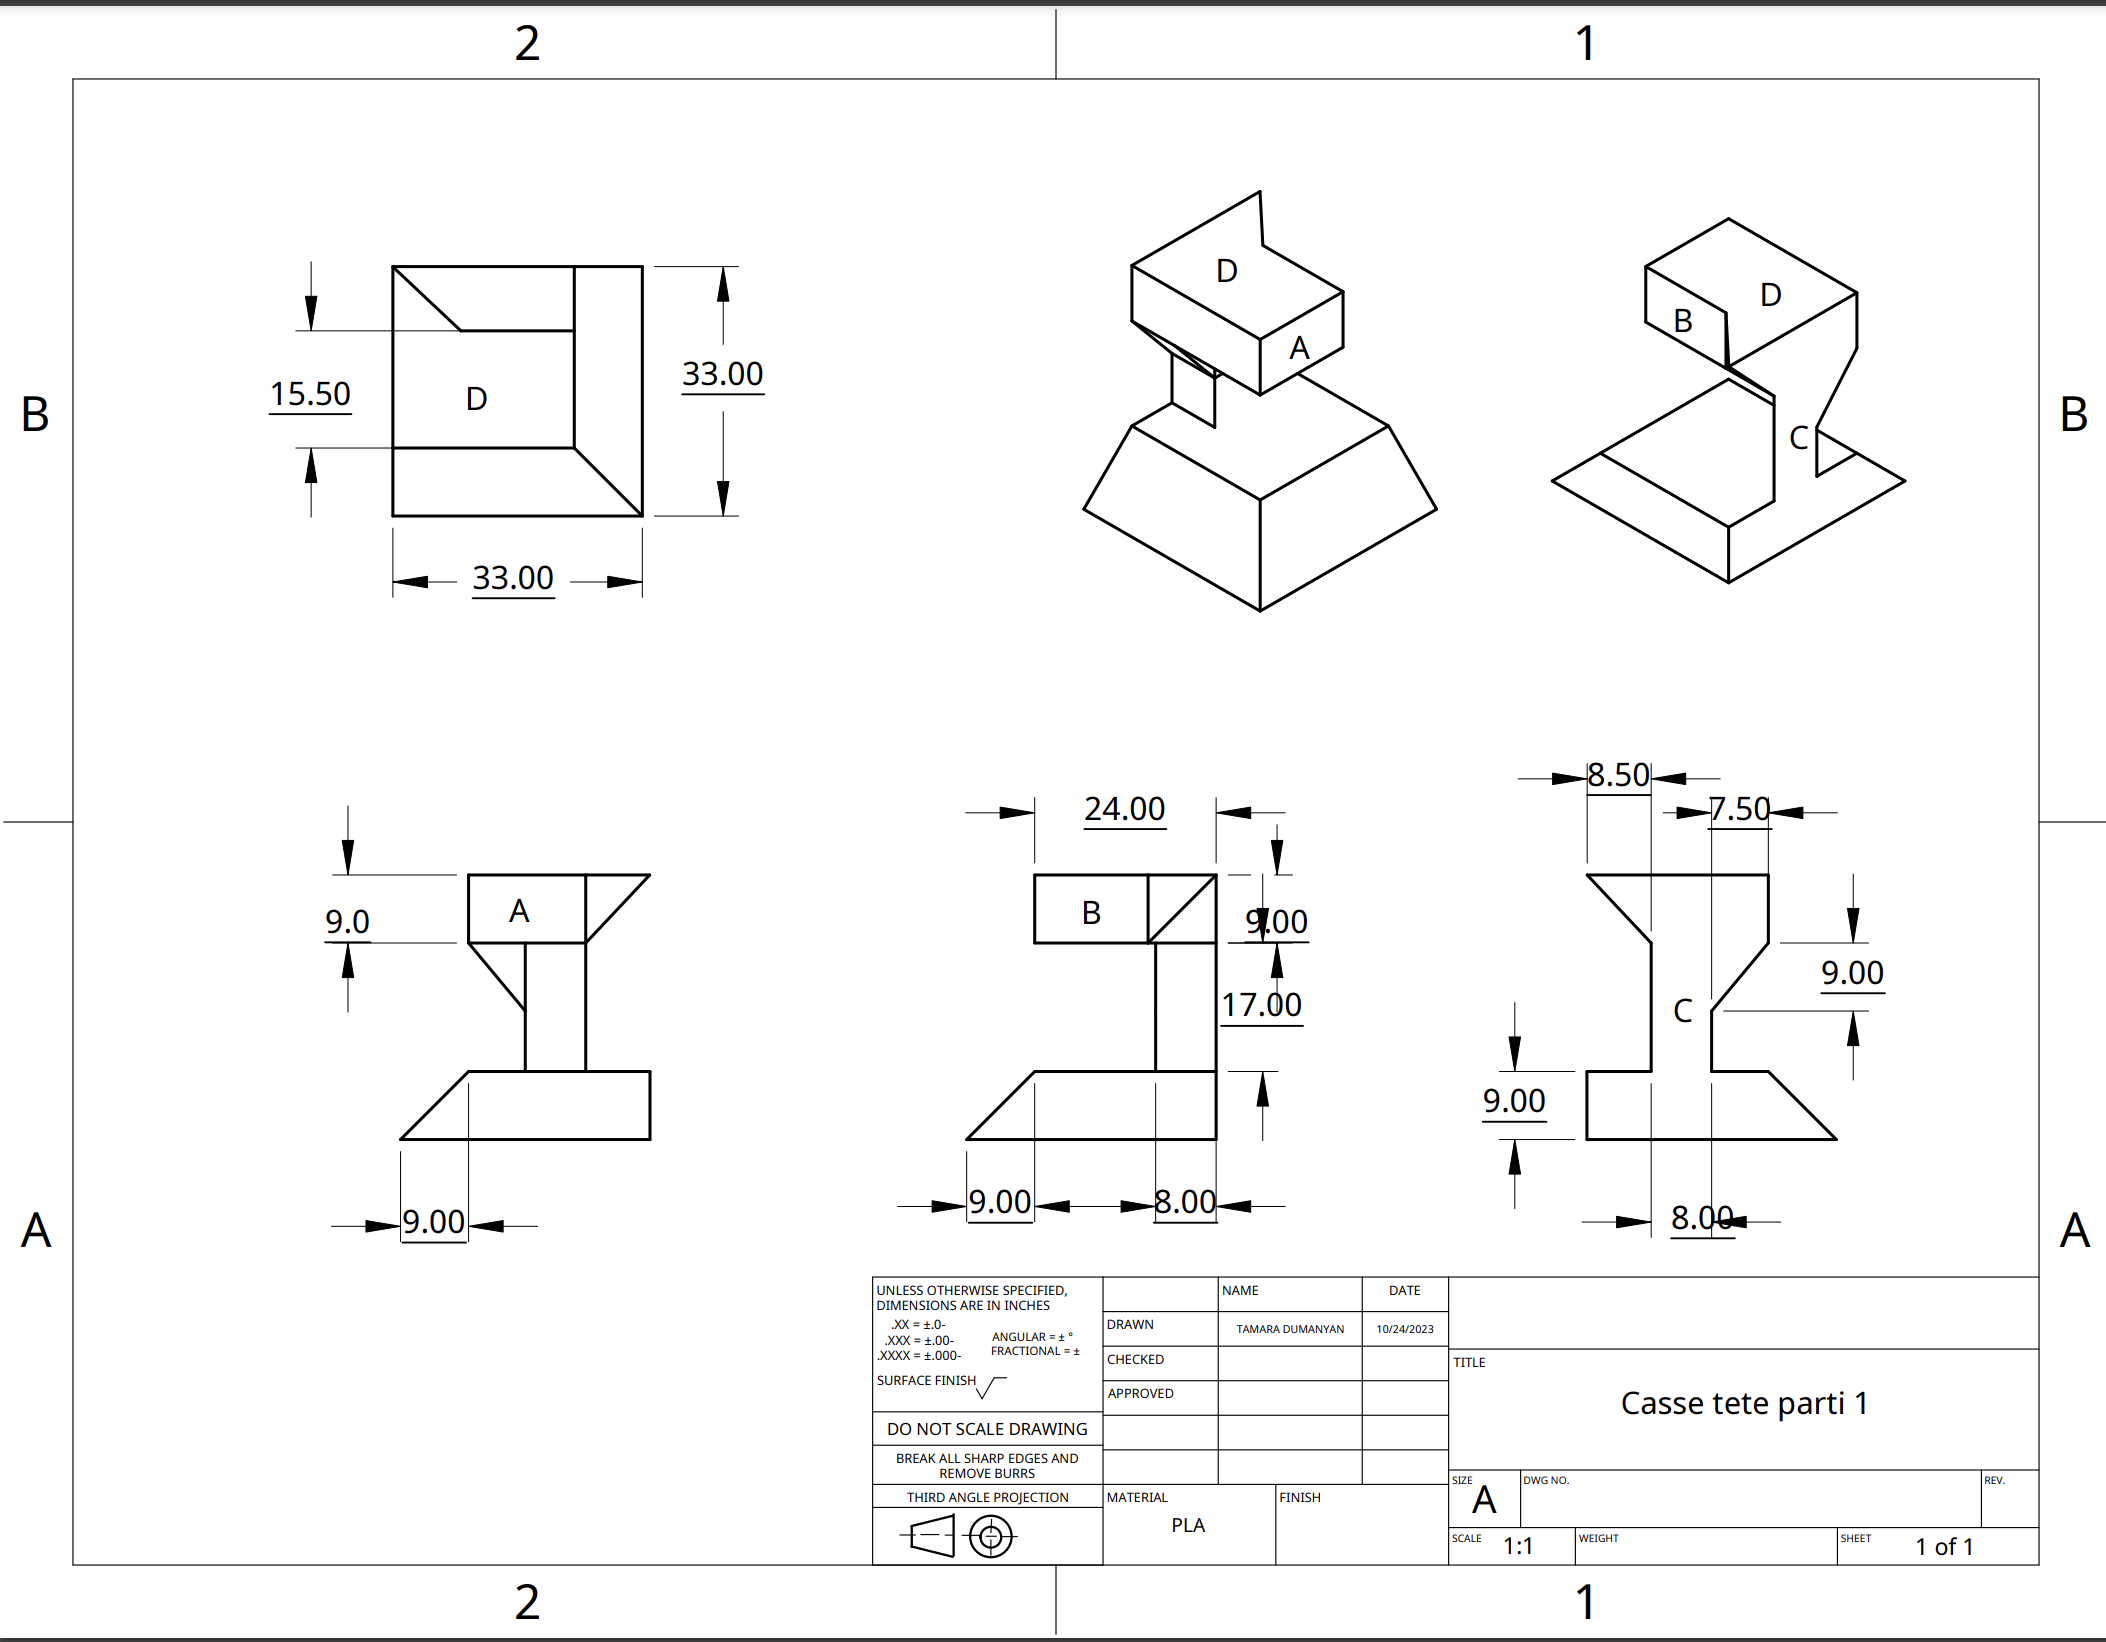 2
1
B
B
D
D
B
D
A
C
15.50
D
33.00
33.00
8.50
24.00
7.50
A
B
C
9.0
9.00
9.00
17.00
9.00
9.00
9.00
8.00
8.00
A
A
UNLESS OTHERWISE SPECIFIED,
DIMENSIONS ARE IN INCHES
.XX = ±.0-
.XXX = ±.00-
.XXXX = ±.000-
ANGULAR = ± °
FRACTIONAL = ±
SURFACE FINISH
DO NOT SCALE DRAWING
BREAK ALL SHARP EDGES AND
REMOVE BURRS
THIRD ANGLE PROJECTION
NAME
DATE
DRAWN
TAMARA DUMANYAN
10/24/2023
CHECKED
APPROVED
MATERIAL
PLA
FINISH
TITLE
Casse tete parti 1
SIZE
A
DWG NO.
REV.
SCALE
1:1
WEIGHT
SHEET
1 of 1
2
1